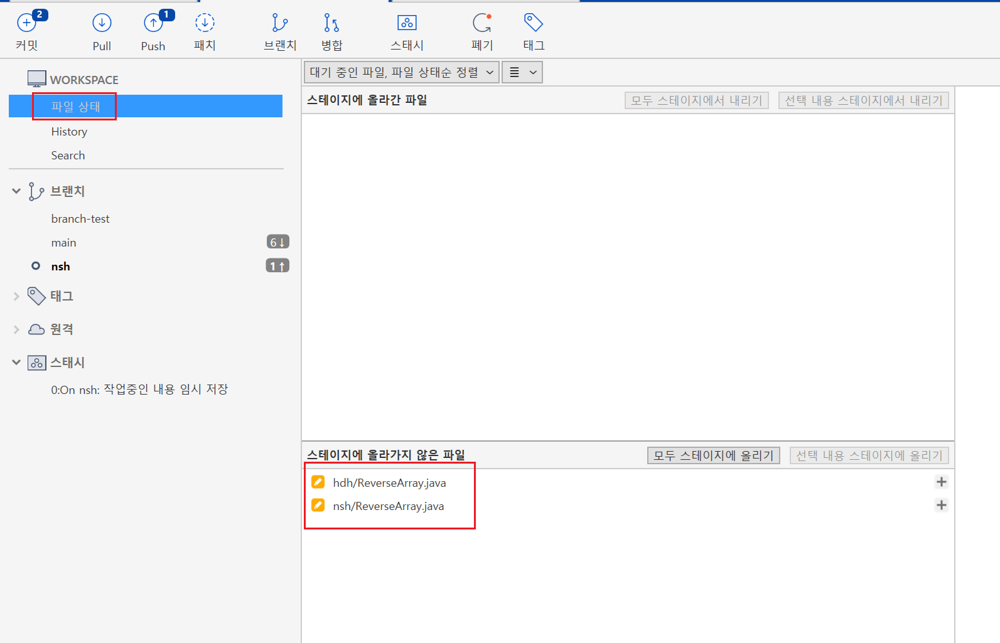 2
1
커밋
Pull
Push
패치
브랜치
병합
스태시
폐기
태그
WORKSPACE
파일 상태
History
Search
브랜치
branch-test
main
6↓
nsh
1↑
태그
원격
스태시
0:On nsh: 작업중인 내용 임시 저장
대기 중인 파일, 파일 상태순 정렬
스테이지에 올라간 파일
모두 스테이지에서 내리기
선택 내용 스테이지에서 내리기
스테이지에 올라가지 않은 파일
모두 스테이지에 올리기
선택 내용 스테이지에 올리기
hdh/ReverseArray.java
nsh/ReverseArray.java